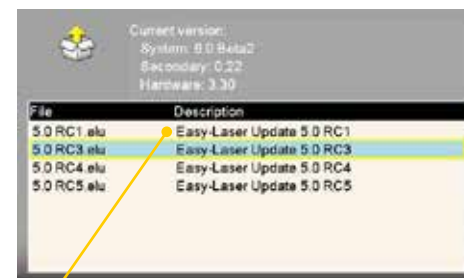 Current version:
System: 6.0 Beta2
Secondary: 0.22
Hardware: 3.30
File Description
5.0 RC1.elu Easy-Laser Update 5.0 RC1
5.0 RC3.elu Easy-Laser Update 5.0 RC3
5.0 RC4.elu Easy-Laser Update 5.0 RC4
5.0 RC5.elu Easy-Laser Update 5.0 RC5